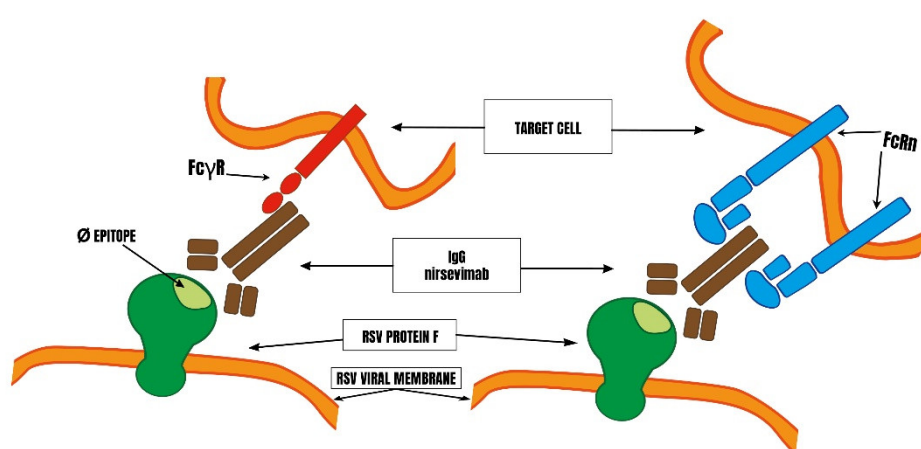 TARGET CELL
FcRn
FcγR
Ø EPITOPE
IgG
nirsevimab
RSV PROTEIN F
RSV VIRAL MEMBRANE